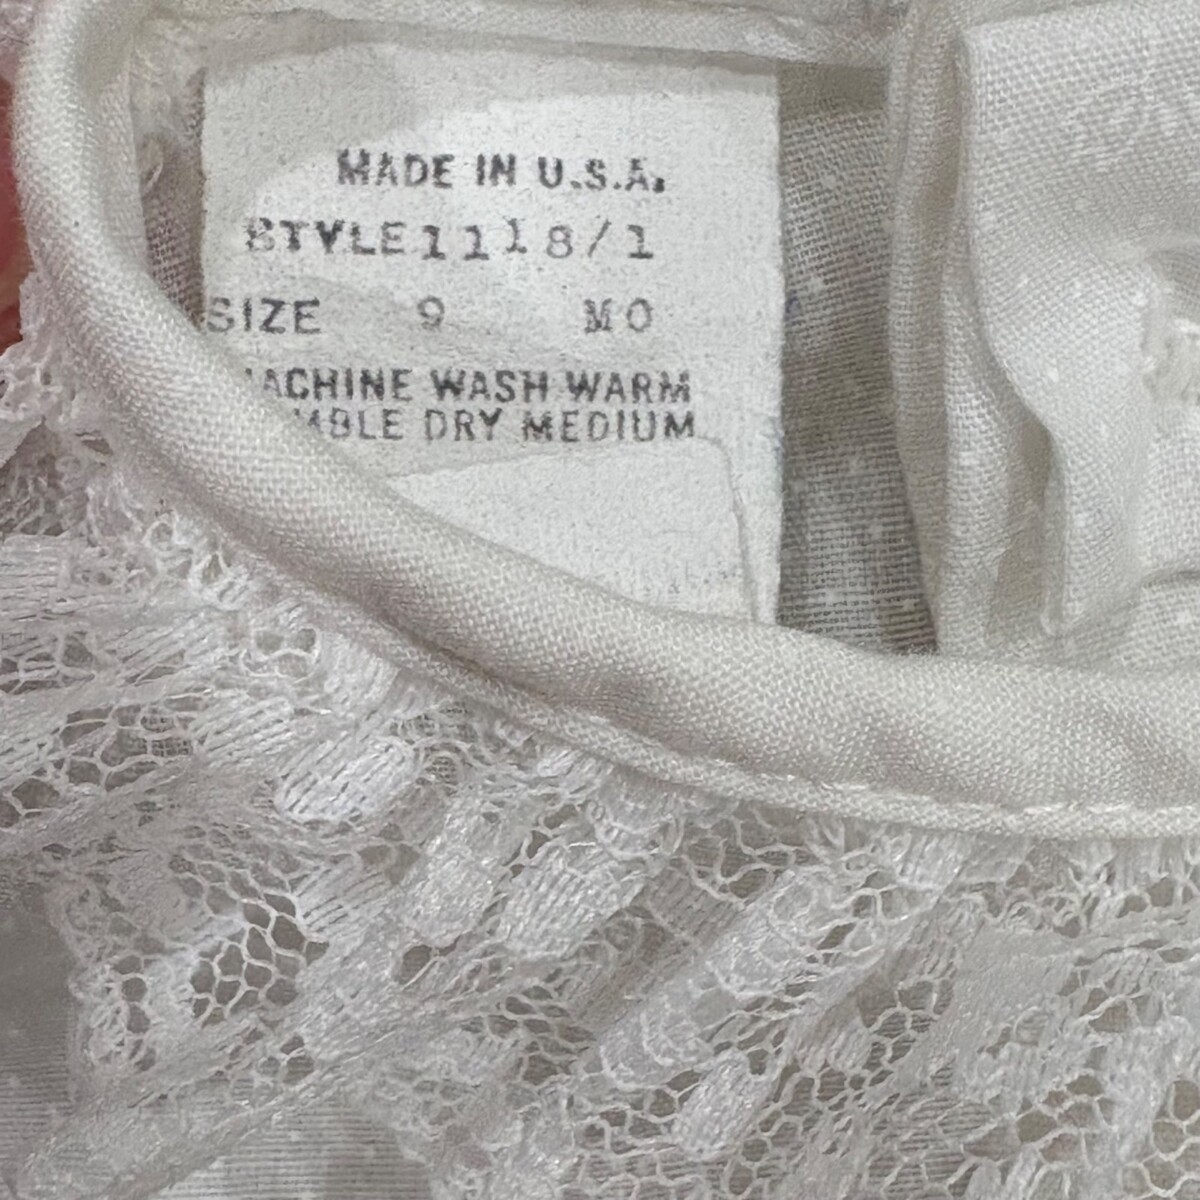 MADE IN U.S.A.
STYLE 1118/1
SIZE 9 MO
MACHINE WASH WARM
TUMBLE DRY MEDIUM